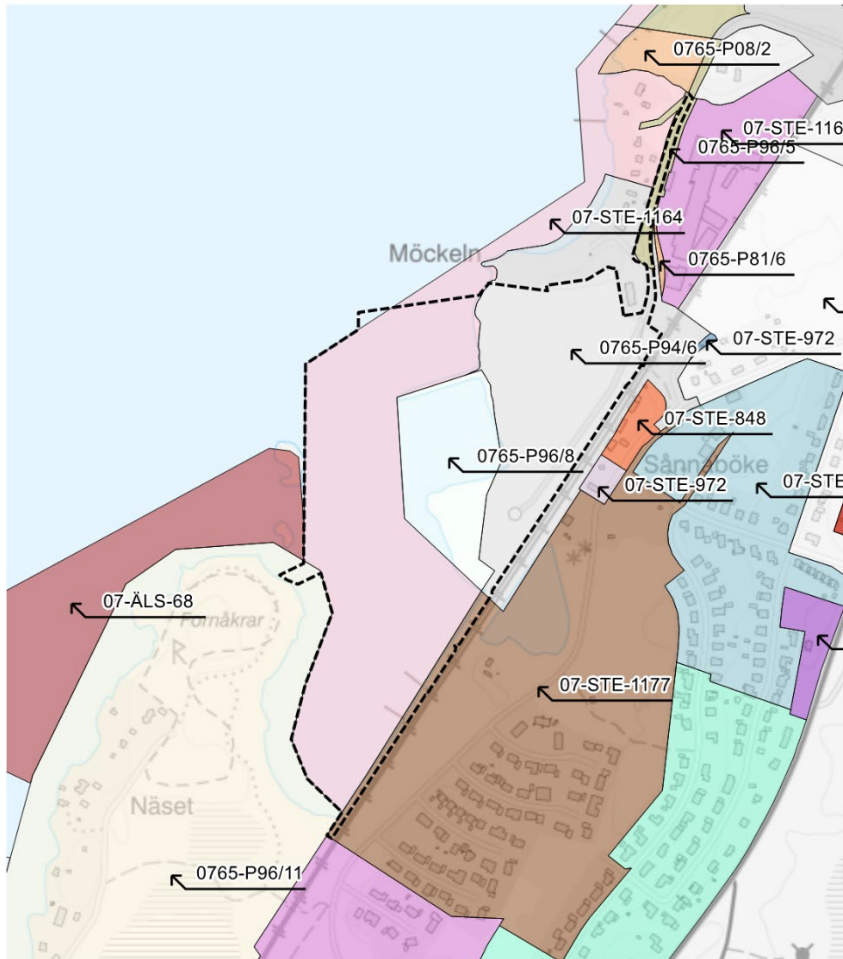 0765-P08/2
07-STE-116
0765-P96/5
07-STE-1164
Möckeln
0765-P81/6
0765-P94/6
07-STE-972
07-STE-848
0765-P96/8
Sånnaböke
07-STE-972
07-STE
07-ÄLS-68
Fornåkrar
R
07-STE-1177
Näset
0765-P96/11